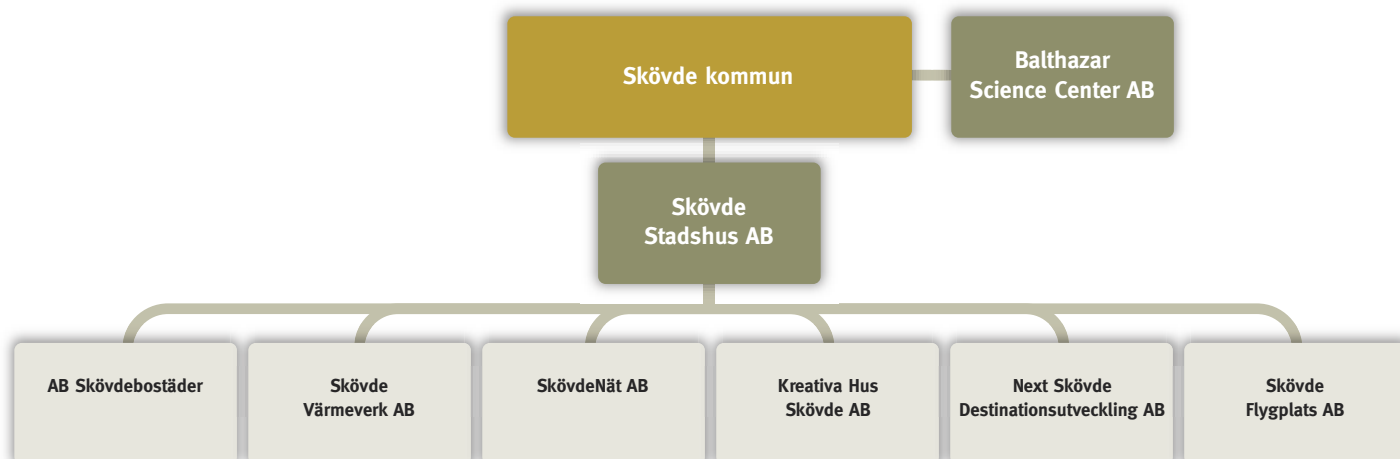 Skövde kommun
Balthazar
Science Center AB
Skövde
Stadshus AB
AB Skövdebostäder
Skövde
Värmeverk AB
SkövdeNät AB
Kreativa Hus
Skövde AB
Next Skövde
Destinationsutveckling AB
Skövde
Flygplats AB